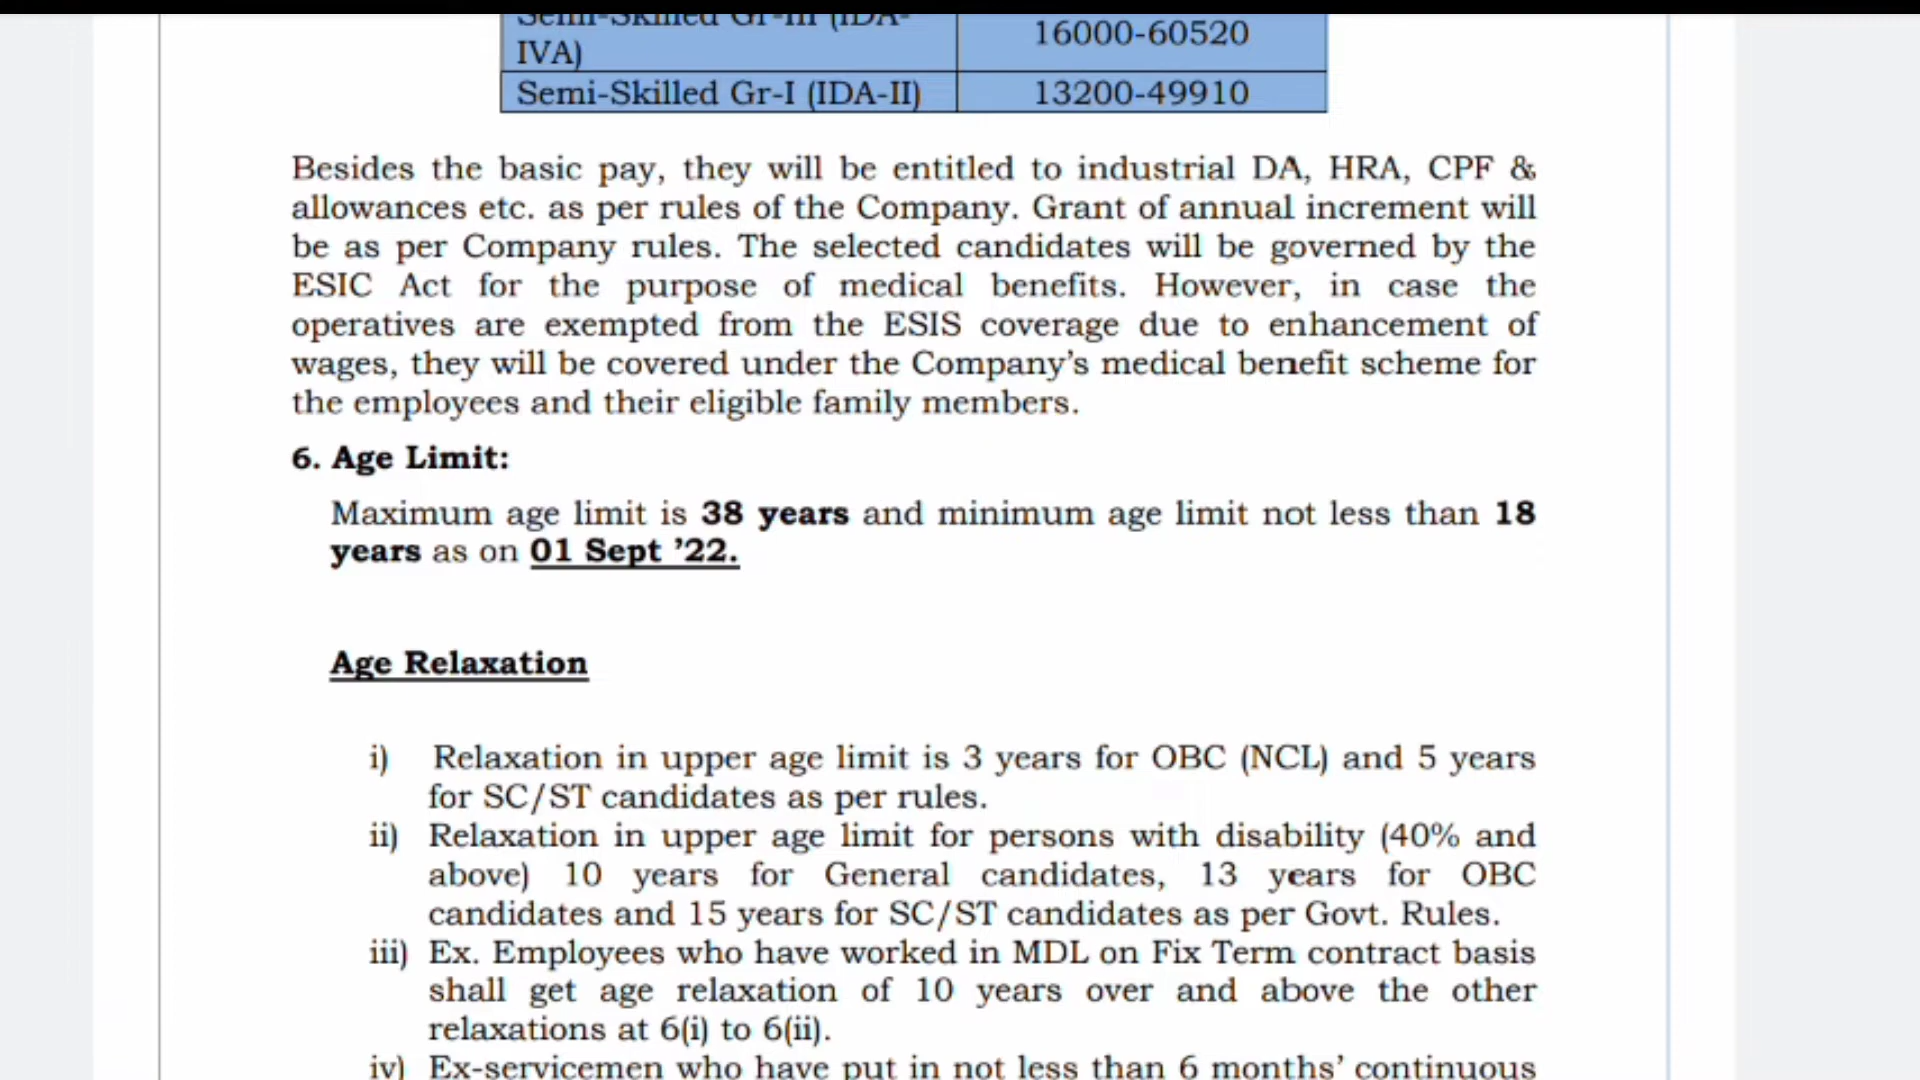 Semi-Skilled Gr-III (IDA-
IVA)
16000-60520
Semi-Skilled Gr-I (IDA-II)
13200-49910
Besides the basic pay, they will be entitled to industrial DA, HRA, CPF &
allowances etc. as per rules of the Company. Grant of annual increment will
be as per Company rules. The selected candidates will be governed by the
ESIC Act for the purpose of medical benefits. However, in case the
operatives are exempted from the ESIS coverage due to enhancement of
wages, they will be covered under the Company’s medical benefit scheme for
the employees and their eligible family members.
6. Age Limit:
Maximum age limit is 38 years and minimum age limit not less than 18
years as on 01 Sept ’22.
Age Relaxation
i) Relaxation in upper age limit is 3 years for OBC (NCL) and 5 years
for SC/ST candidates as per rules.
ii) Relaxation in upper age limit for persons with disability (40% and
above) 10 years for General candidates, 13 years for OBC
candidates and 15 years for SC/ST candidates as per Govt. Rules.
iii) Ex. Employees who have worked in MDL on Fix Term contract basis
shall get age relaxation of 10 years over and above the other
relaxations at 6(i) to 6(ii).
iv) Ex-servicemen who have put in not less than 6 months’ continuous